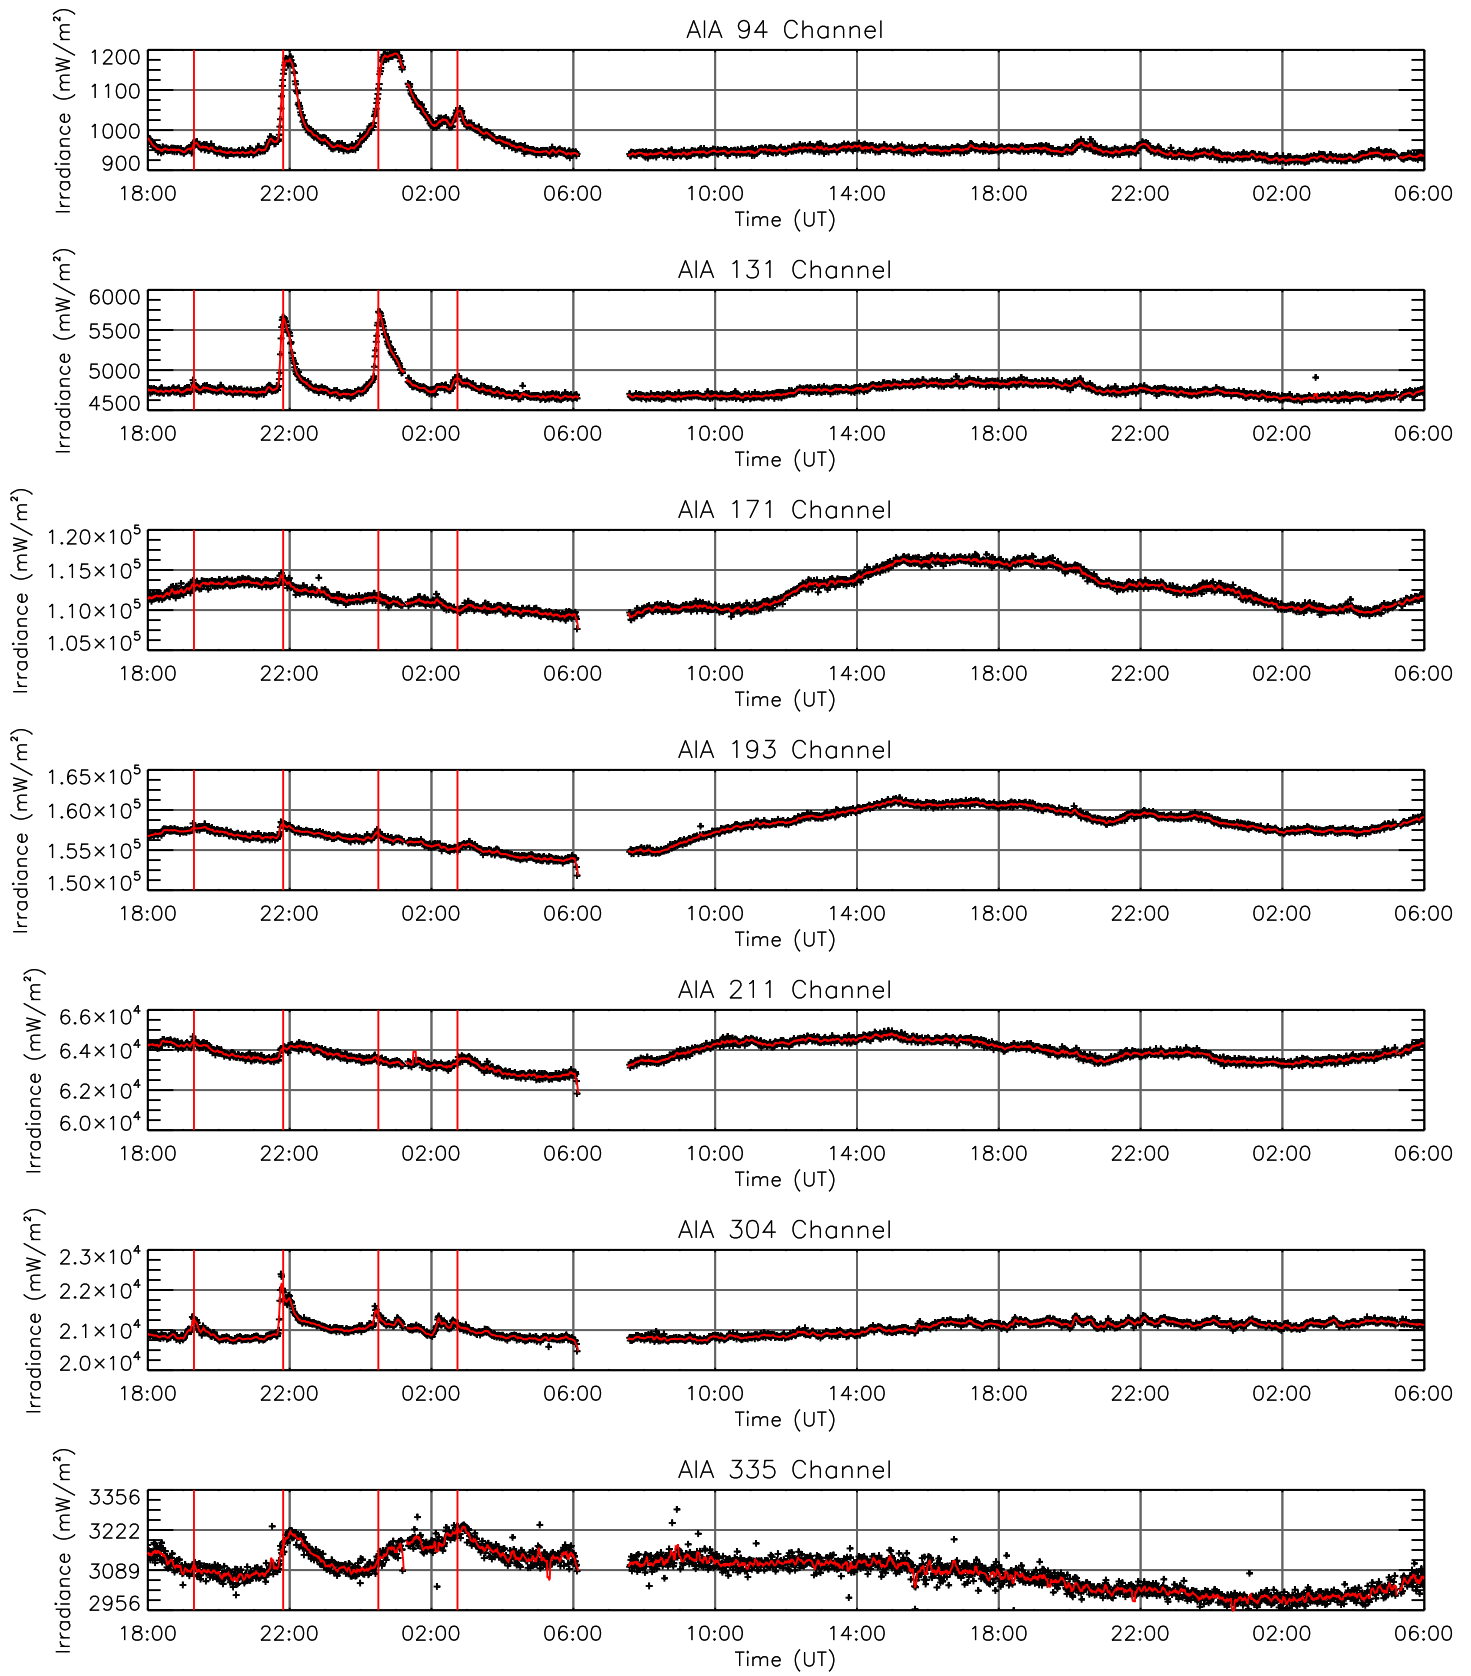 AIA 94 Channel
Irradiance (mW/m²)
1200
1100
1000
900
18:00 22:00 02:00 06:00 10:00 14:00 18:00 22:00 02:00 06:00
Time (UT)
AIA 131 Channel
Irradiance (mW/m²)
6000
5500
5000
4500
18:00 22:00 02:00 06:00 10:00 14:00 18:00 22:00 02:00 06:00
Time (UT)
AIA 171 Channel
Irradiance (mW/m²)
1.20×10⁵
1.15×10⁵
1.10×10⁵
1.05×10⁵
18:00 22:00 02:00 06:00 10:00 14:00 18:00 22:00 02:00 06:00
Time (UT)
AIA 193 Channel
Irradiance (mW/m²)
1.65×10⁵
1.60×10⁵
1.55×10⁵
1.50×10⁵
18:00 22:00 02:00 06:00 10:00 14:00 18:00 22:00 02:00 06:00
Time (UT)
AIA 211 Channel
Irradiance (mW/m²)
6.6×10⁴
6.4×10⁴
6.2×10⁴
6.0×10⁴
18:00 22:00 02:00 06:00 10:00 14:00 18:00 22:00 02:00 06:00
Time (UT)
AIA 304 Channel
Irradiance (mW/m²)
2.3×10⁴
2.2×10⁴
2.1×10⁴
2.0×10⁴
18:00 22:00 02:00 06:00 10:00 14:00 18:00 22:00 02:00 06:00
Time (UT)
AIA 335 Channel
Irradiance (mW/m²)
3356
3222
3089
2956
18:00 22:00 02:00 06:00 10:00 14:00 18:00 22:00 02:00 06:00
Time (UT)